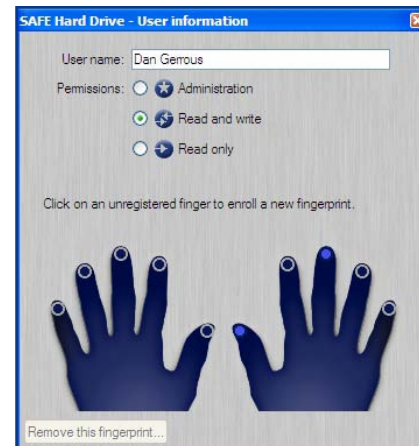 SAFE Hard Drive - User information
User name: Dan Gerrous
Permissions: Administration
Read and write
Read only
Click on an unregistered finger to enroll a new fingerprint.
Remove this fingerprint...